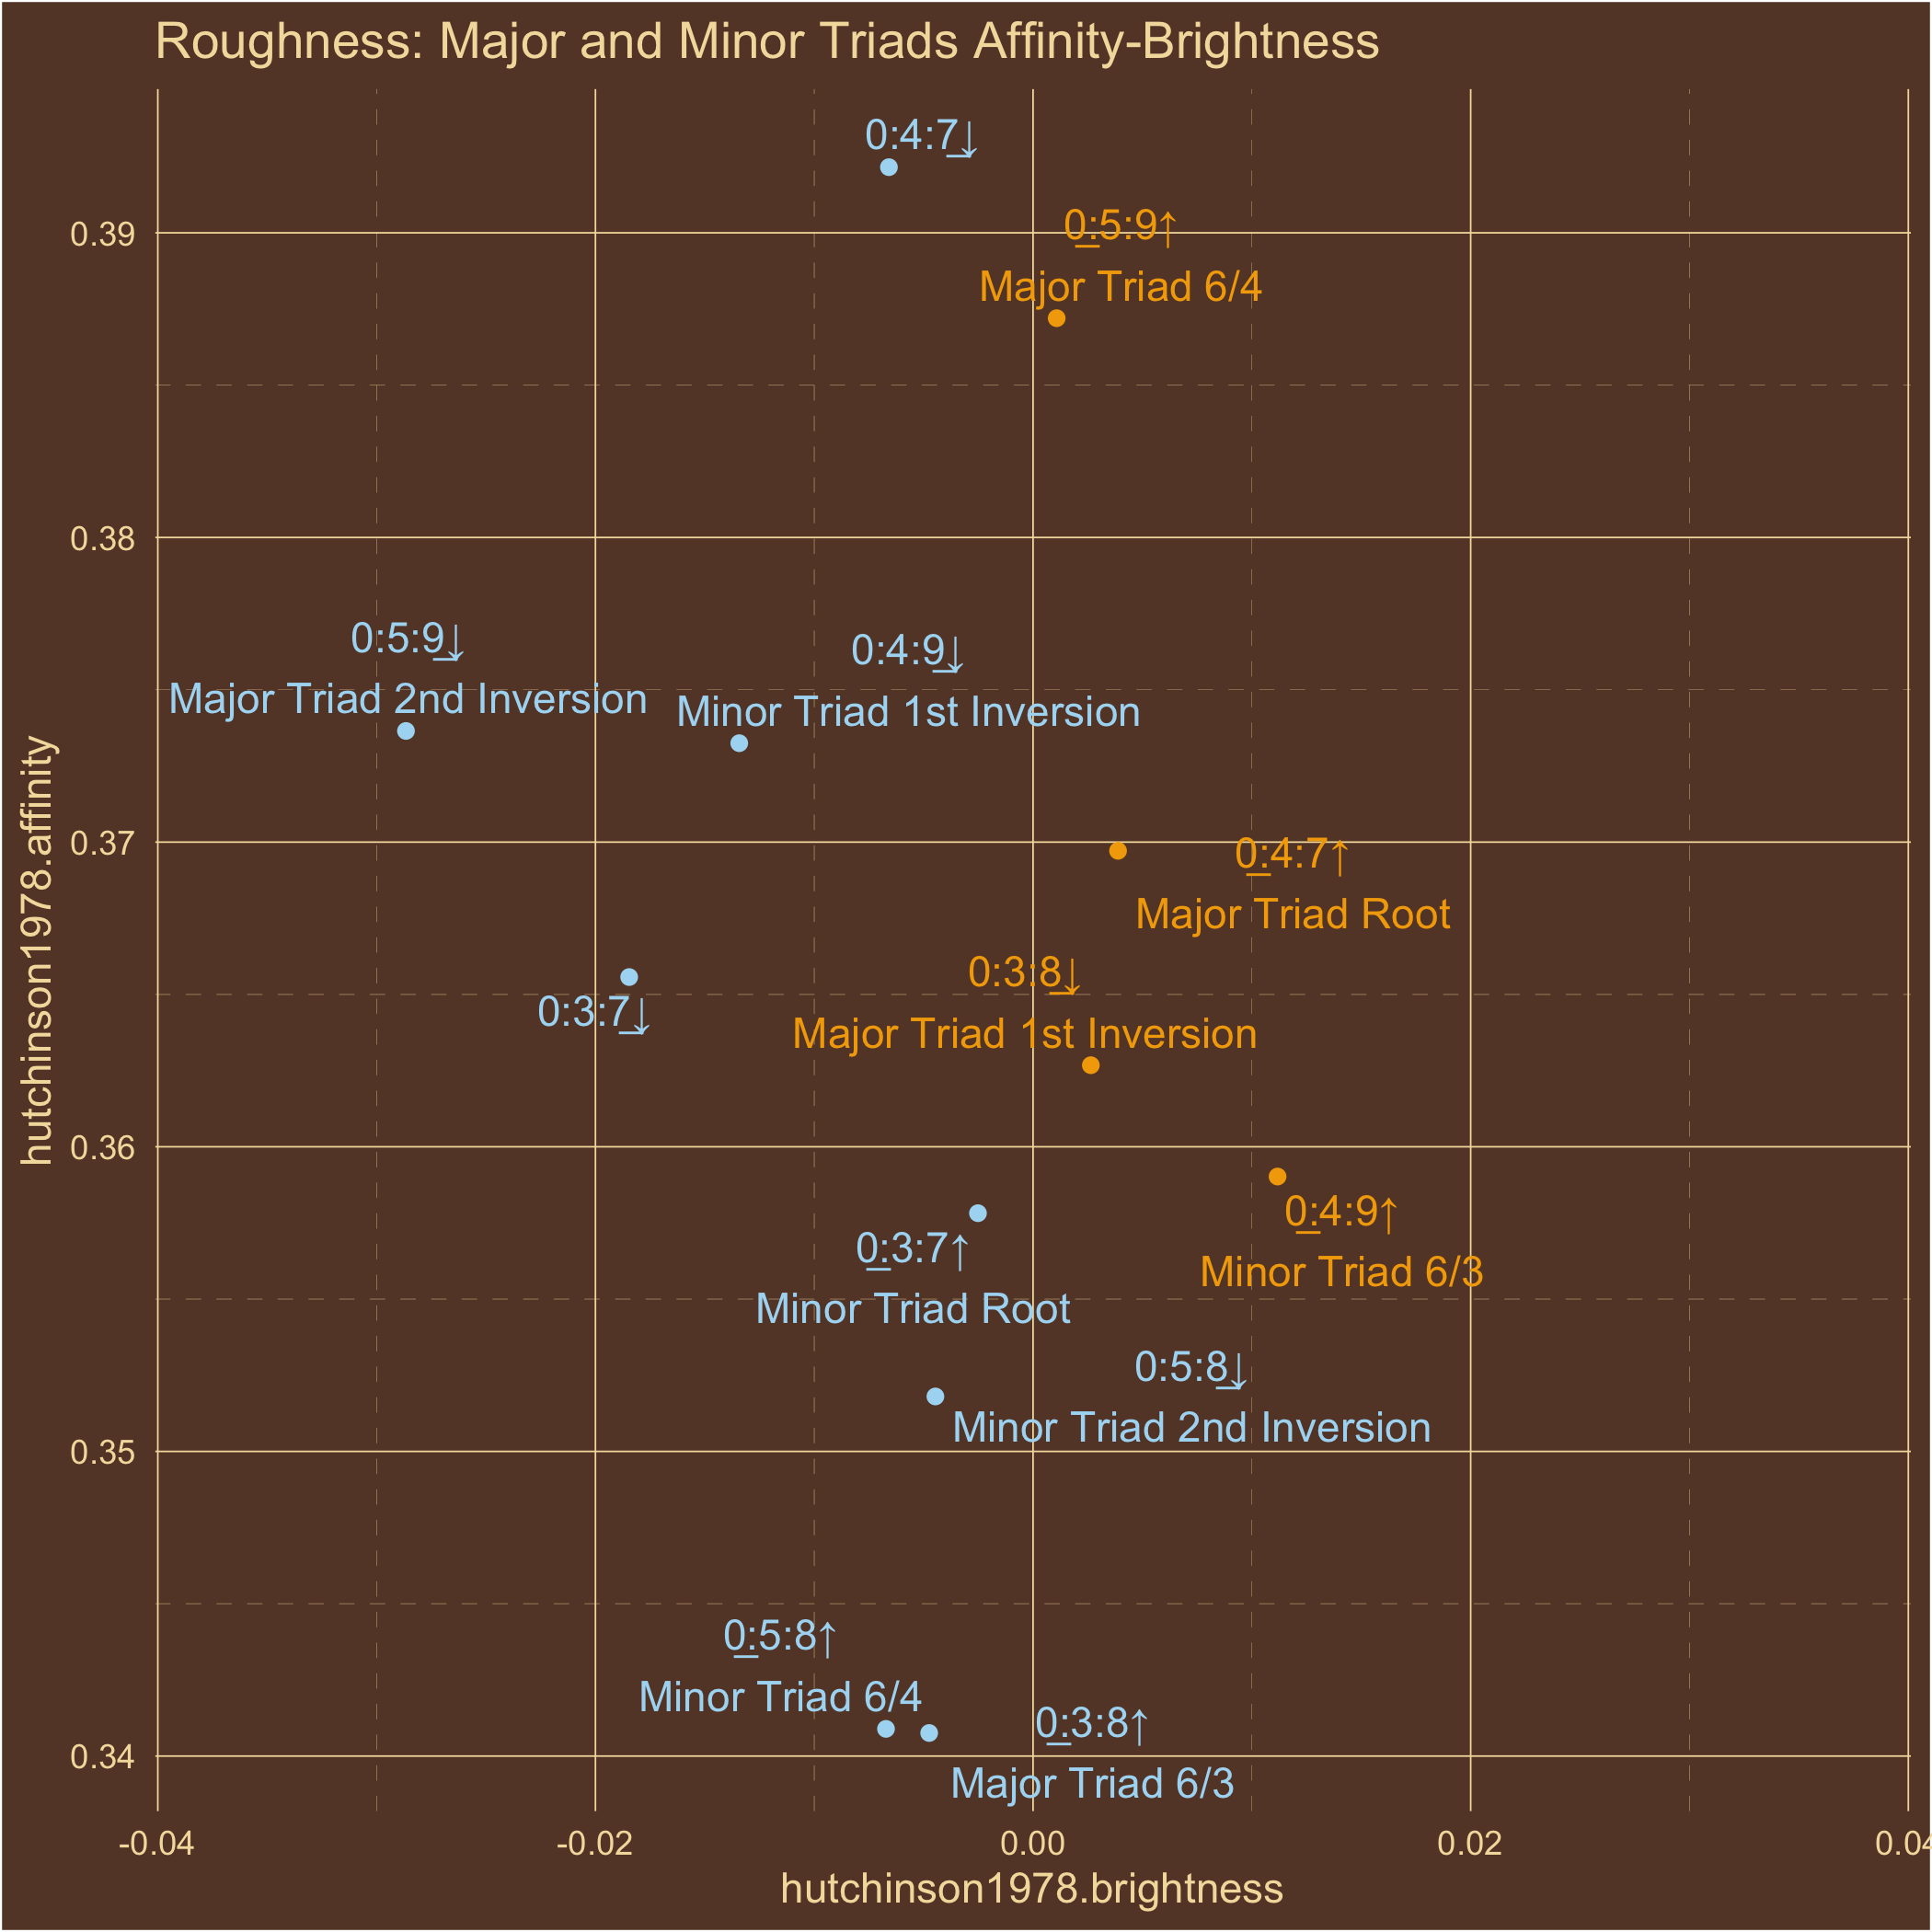 Roughness: Major and Minor Triads Affinity-Brightness
0:4:7↓
0:5:9↑
0.39
Major Triad 6/4
0.38
0:5:9↓
0:4:9↓
Major Triad 2nd Inversion
Minor Triad 1st Inversion
0.37
0:4:7↑
Major Triad Root
0:3:8↓
0:3:7↓
Major Triad 1st Inversion
hutchinson1978.affinity
0.36
0:4:9↑
0:3:7↑
Minor Triad 6/3
Minor Triad Root
0:5:8↓
Minor Triad 2nd Inversion
0.35
0:5:8↑
Minor Triad 6/4
0:3:8↑
0.34
Major Triad 6/3
-0.04 -0.02 0.00 0.02 0.04
hutchinson1978.brightness